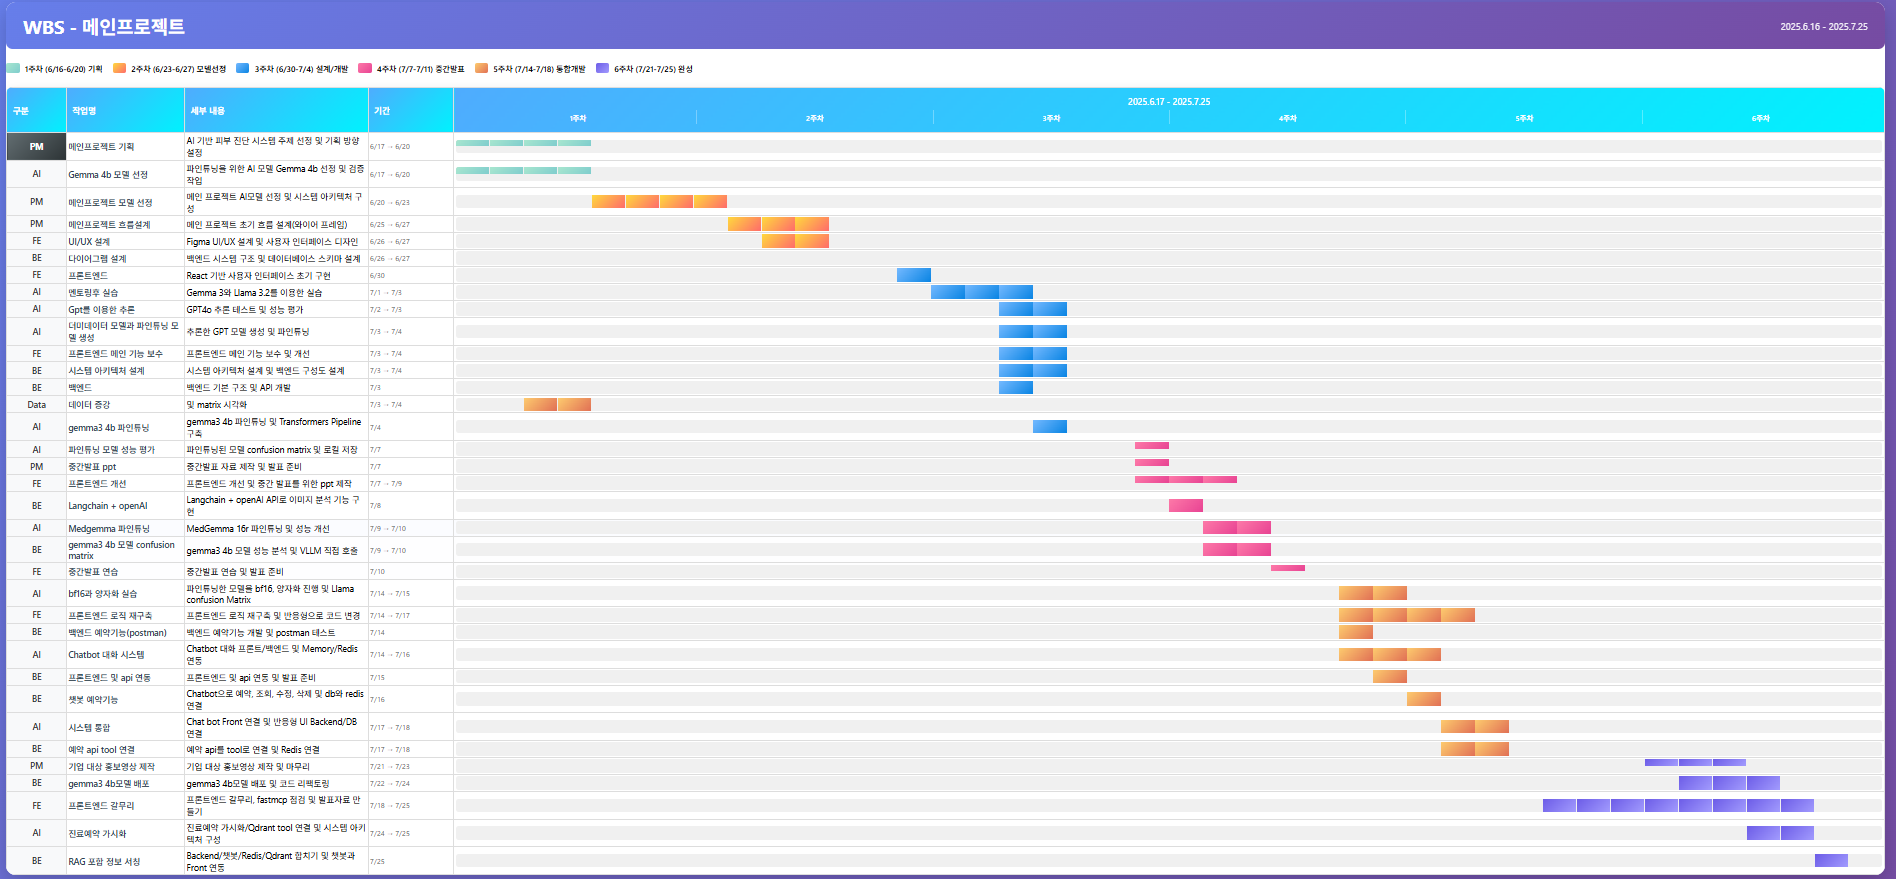 WBS - 메인프로젝트
2025.6.16 - 2025.7.25
1주차 (6/16-6/20) 기획
2주차 (6/23-6/27) 모델선정
3주차 (6/30-7/4) 설계/개발
4주차 (7/7-7/11) 중간발표
5주차 (7/14-7/18) 통합개발
6주차 (7/21-7/25) 완성
구분 작업명 세부 내용 기간
2025.6.17 - 2025.7.25
1주차 2주차 3주차 4주차 5주차 6주차
PM 메인프로젝트 기획
AI 기반 피부 진단 시스템 주제 선정 및 기획 방향
설정
6/17 → 6/20
AI Gemma 4b 모델 선정
파인튜닝을 위한 AI 모델 Gemma 4b 선정 및 검증
작업
6/17 → 6/20
PM 메인프로젝트 모델 선정
메인 프로젝트 AI모델 선정 및 시스템 아키텍처 구
성
6/20 → 6/23
PM 메인프로젝트 흐름설계 메인 프로젝트 초기 흐름 설계(와이어 프레임) 6/25 → 6/27
FE UI/UX 설계 Figma UI/UX 설계 및 사용자 인터페이스 디자인 6/26 → 6/27
BE 다이어그램 설계 백엔드 시스템 구조 및 데이터베이스 스키마 설계 6/26 → 6/27
FE 프론트엔드 React 기반 사용자 인터페이스 초기 구현 6/30
AI 멘토링후 실습 Gemma 3와 Llama 3.2를 이용한 실습 7/1 → 7/3
AI Gpt를 이용한 추론 GPT4o 추론 테스트 및 성능 평가 7/2 → 7/3
AI 더미데이터 모델과 파인튜닝 모
델 생성
추론한 GPT 모델 생성 및 파인튜닝 7/3 → 7/4
FE 프론트엔드 메인 기능 보수 프론트엔드 메인 기능 보수 및 개선 7/3 → 7/4
BE 시스템 아키텍처 설계 시스템 아키텍처 설계 및 백엔드 구성도 설계 7/3 → 7/4
BE 백엔드 백엔드 기본 구조 및 API 개발 7/3
Data 데이터 증강 및 matrix 시각화 7/3 → 7/4
AI gemma3 4b 파인튜닝
gemma3 4b 파인튜닝 및 Transformers Pipeline
구축
7/4
AI 파인튜닝 모델 성능 평가 파인튜닝된 모델 confusion matrix 및 로컬 저장 7/7
PM 중간발표 ppt 중간발표 자료 제작 및 발표 준비 7/7
FE 프론트엔드 개선 프론트엔드 개선 및 중간 발표를 위한 ppt 제작 7/7 → 7/9
BE Langchain + openAI
Langchain + openAI API로 이미지 분석 기능 구
현
7/8
AI Medgemma 파인튜닝 MedGemma 16r 파인튜닝 및 성능 개선 7/9 → 7/10
BE gemma3 4b 모델 confusion
matrix
gemma3 4b 모델 성능 분석 및 VLLM 직접 호출 7/9 → 7/10
FE 중간발표 연습 중간발표 연습 및 발표 준비 7/10
AI bf16과 양자화 실습
파인튜닝한 모델을 bf16, 양자화 진행 및 Llama
confusion Matrix
7/14 → 7/15
FE 프론트엔드 로직 재구축 프론트엔드 로직 재구축 및 반응형으로 코드 변경 7/14 → 7/17
BE 백엔드 예약기능(postman) 백엔드 예약기능 개발 및 postman 테스트 7/14
AI Chatbot 대화 시스템
Chatbot 대화 프론트/백엔드 및 Memory/Redis
연동
7/14 → 7/16
BE 프론트엔드 및 api 연동 프론트엔드 및 api 연동 및 발표 준비 7/15
BE 챗봇 예약기능
Chatbot으로 예약, 조회, 수정, 삭제 및 db와 redis
연결
7/16
AI 시스템 통합
Chat bot Front 연결 및 반응형 UI Backend/DB
연결
7/17 → 7/18
BE 예약 api tool 연결 예약 api를 tool로 연결 및 Redis 연결 7/17 → 7/18
PM 기업 대상 홍보영상 제작 기업 대상 홍보영상 제작 및 마무리 7/21 → 7/23
BE gemma3 4b모델 배포 gemma3 4b모델 배포 및 코드 리팩토링 7/22 → 7/24
FE 프론트엔드 갈무리
프론트엔드 갈무리, fastmcp 점검 및 발표자료 만
들기
7/18 → 7/25
AI 진료예약 가시화
진료예약 가시화/Qdrant tool 연결 및 시스템 아키
텍처 구성
7/24 → 7/25
BE RAG 포함 정보 서칭
Backend/챗봇/Redis/Qdrant 합치기 및 챗봇과
Front 연동
7/25